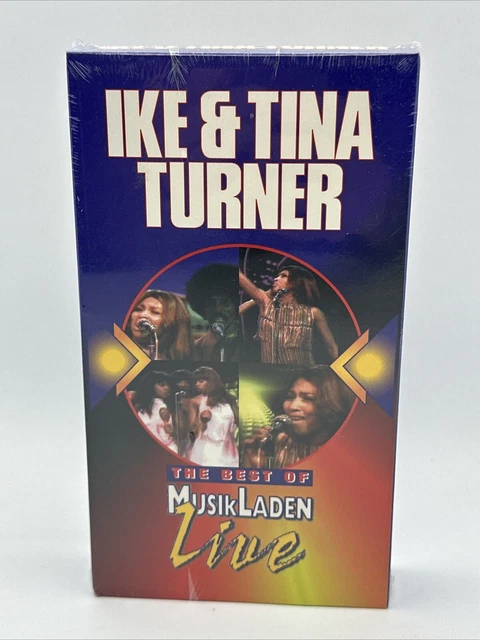 IKE & TINA
TURNER
THE BEST OF
MUSIKLADEN
Live